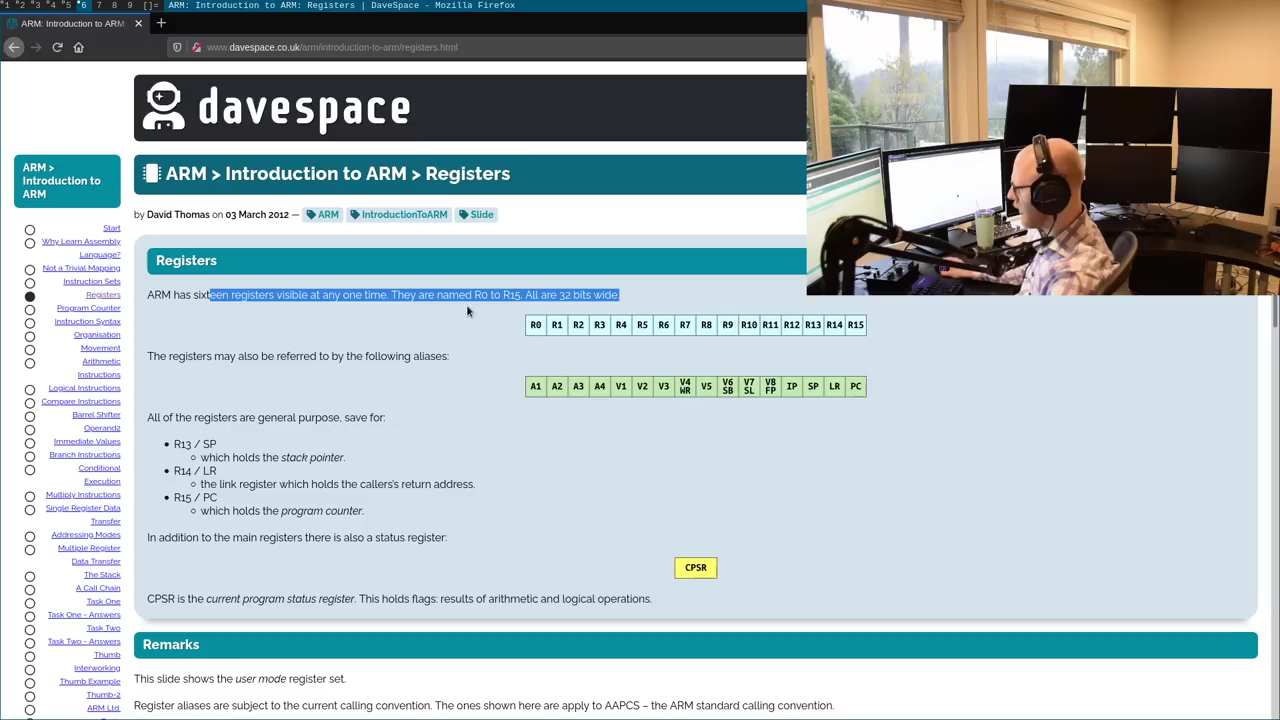 1 2 3 4 5 6 7 8 9 []= ARM: Introduction to ARM: Registers | DaveSpace - Mozilla Firefox
ARM: Introduction to ARM:
www.davespace.co.uk/arm/introduction-to-arm/registers.html
davespace
ARM >
Introduction to
ARM
Start
Why Learn Assembly
Language?
Not a Trivial Mapping
Instruction Sets
Registers
Program Counter
Instruction Syntax
Organisation
Movement
Arithmetic
Instructions
Logical Instructions
Compare Instructions
Barrel Shifter
Operand2
Immediate Values
Branch Instructions
Conditional
Execution
Multiply Instructions
Single Register Data
Transfer
Addressing Modes
Multiple Register
Data Transfer
The Stack
A Call Chain
Task One
Task One - Answers
Task Two
Task Two - Answers
Thumb
Interworking
Thumb Example
Thumb-2
ARM Ltd.
ARM > Introduction to ARM > Registers
by David Thomas on 03 March 2012 — ARM IntroductionToARM Slide
Registers
ARM has sixteen registers visible at any one time. They are named R0 to R15. All are 32 bits wide.
R0 R1 R2 R3 R4 R5 R6 R7 R8 R9 R10 R11 R12 R13 R14 R15
The registers may also be referred to by the following aliases:
A1 A2 A3 A4 V1 V2 V3 V4 WR V5 V6 SB V7 SL V8 FP IP SP LR PC
All of the registers are general purpose, save for:
R13 / SP
which holds the stack pointer.
R14 / LR
the link register which holds the callers's return address.
R15 / PC
which holds the program counter.
In addition to the main registers there is also a status register:
CPSR
CPSR is the current program status register. This holds flags: results of arithmetic and logical operations.
Remarks
This slide shows the user mode register set.
Register aliases are subject to the current calling convention. The ones shown here are apply to AAPCS – the ARM standard calling convention.